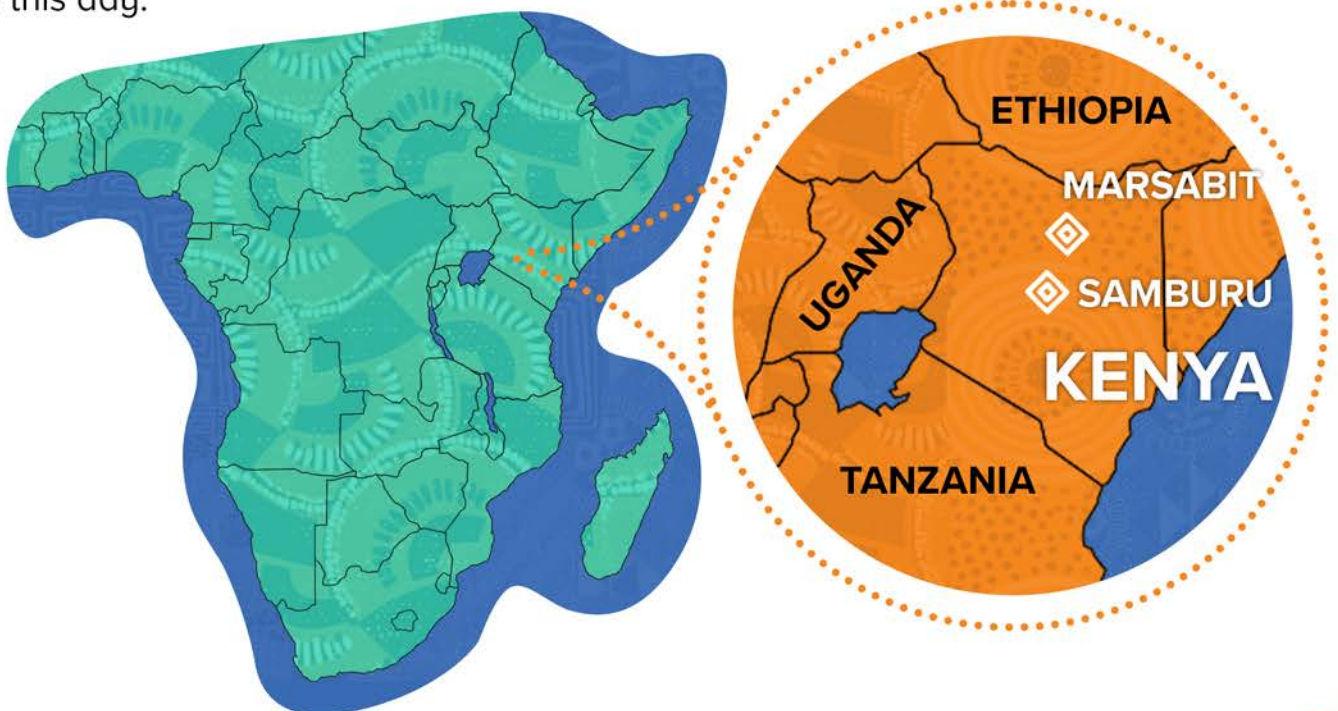 this day.
ETHIOPIA
MARSABIT
UGANDA
SAMBURU
KENYA
TANZANIA